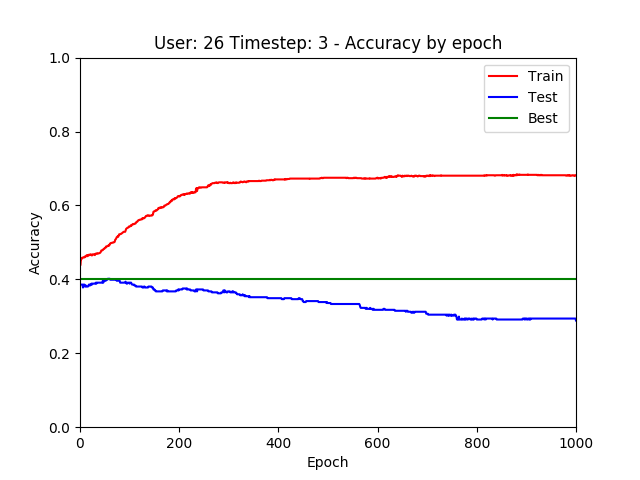 User: 26 Timestep: 3 - Accuracy by epoch
1.0
0.8
0.6
0.4
0.2
0.0
Accuracy
Train
Test
Best
0 200 400 600 800 1000
Epoch